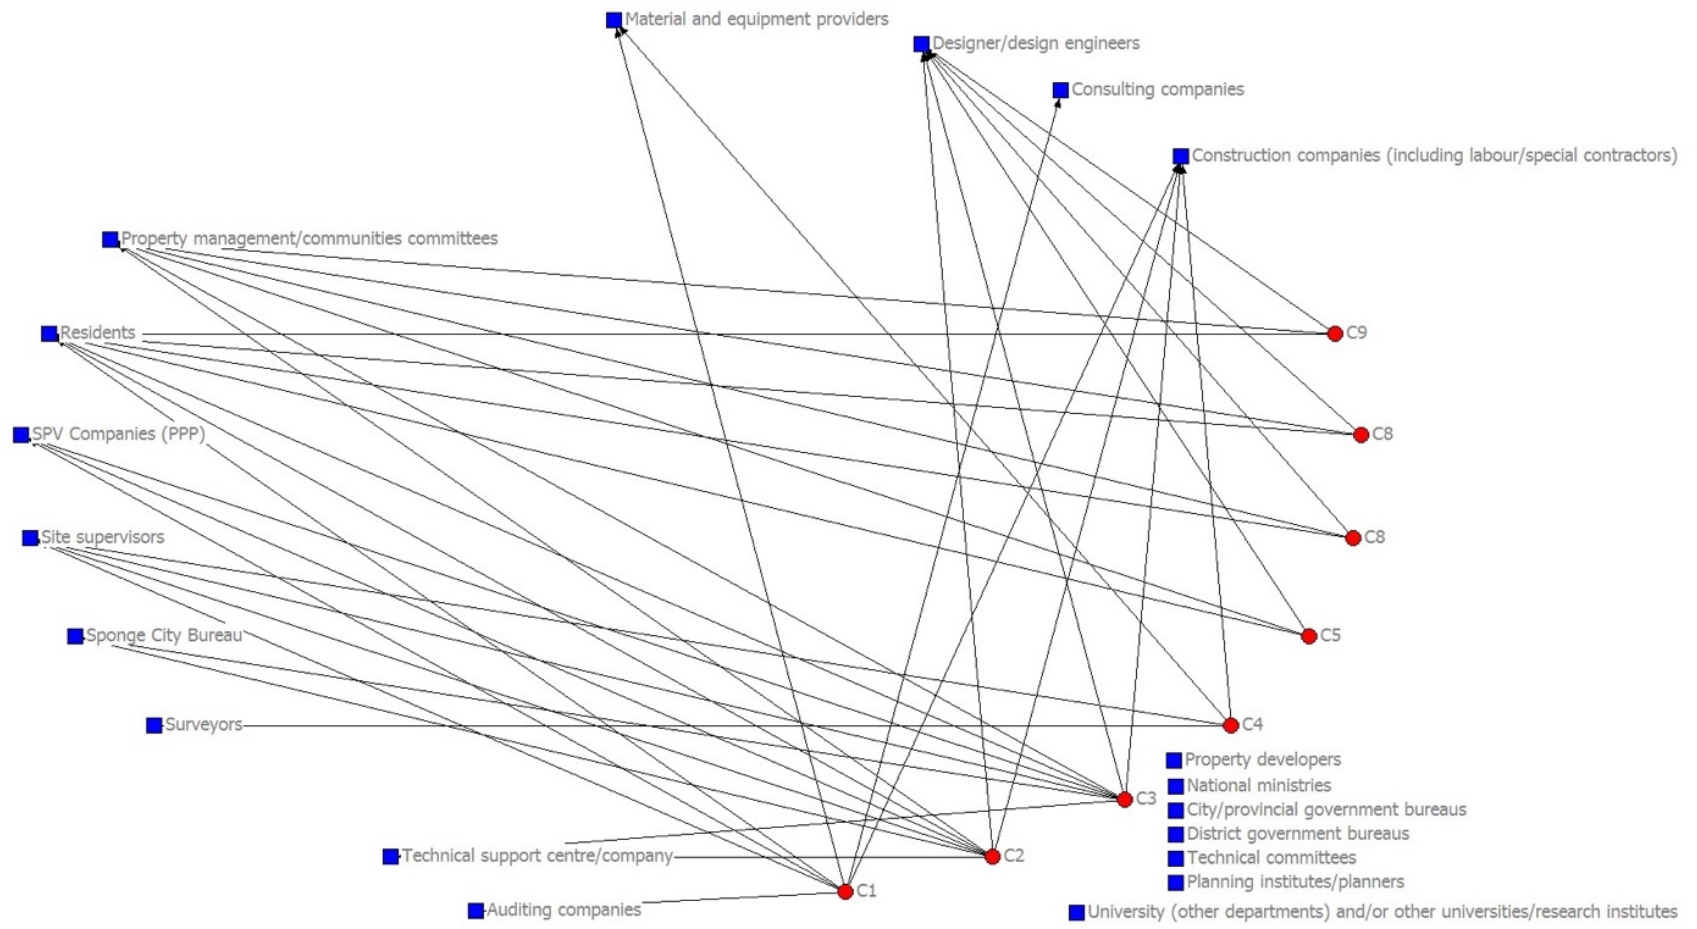 Material and equipment providers
Designer/design engineers
Consulting companies
Construction companies (including labour/special contractors)
Property management/communities committees
Residents
C9
SPV Companies (PPP)
C8
Site supervisors
C8
Sponge City Bureau
C5
Surveyors
C4
Property developers
National ministries
C3
City/provincial government bureaus
District government bureaus
Technical support centre/company
C2
Technical committees
Planning institutes/planners
C1
Auditing companies
University (other departments) and/or other universities/research institutes